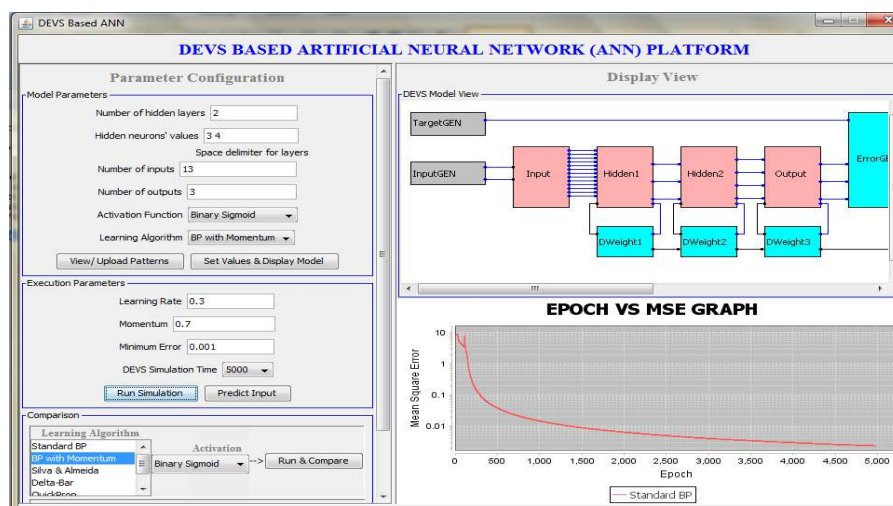 DEVS Based ANN
DEVS BASED ARTIFICIAL NEURAL NETWORK (ANN) PLATFORM
Parameter Configuration
Model Parameters
Number of hidden layers 2
Hidden neurons' values 3 4
Space delimiter for layers
Number of inputs 13
Number of outputs 3
Activation Function Binary Sigmoid
Learning Algorithm BP with Momentum
View/ Upload Patterns Set Values & Display Model
Execution Parameters
Learning Rate 0.3
Momentum 0.7
Minimum Error 0.001
DEVS Simulation Time 5000
Run Simulation Predict Input
Comparison
Learning Algorithm
Standard BP
BP with Momentum
Silva & Almeida
Delta-Bar
QuickProp
Activation
Binary Sigmoid --> Run & Compare
Display View
DEVS Model View
TargetGEN
InputGEN
Input
Hidden1
Hidden2
Output
ErrorGE
DWeight1
DWeight2
DWeight3
EPOCH VS MSE GRAPH
Mean Square Error
10
1
0.1
0.01
0 500 1,000 1,500 2,000 2,500 3,000 3,500 4,000 4,500 5,000
Epoch
Standard BP